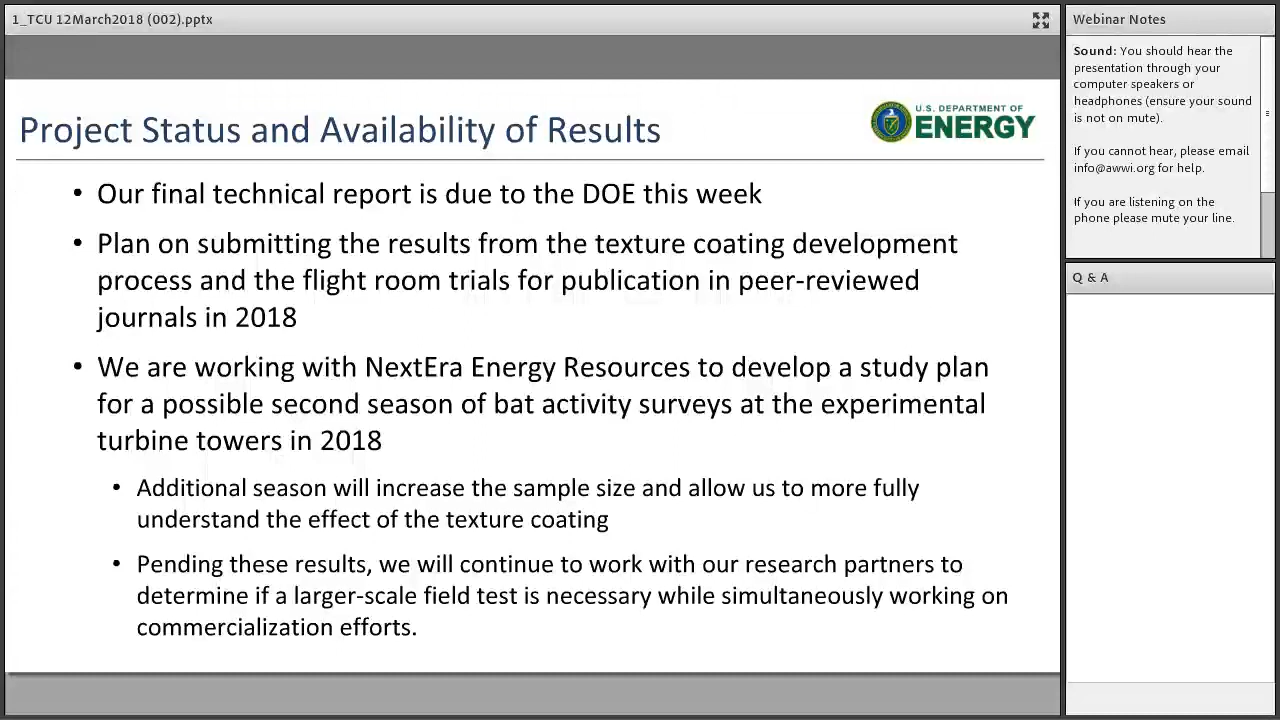 1_TCU 12March2018 (002).pptx
Project Status and Availability of Results
U.S. DEPARTMENT OF
ENERGY
• Our final technical report is due to the DOE this week
• Plan on submitting the results from the texture coating development
process and the flight room trials for publication in peer-reviewed
journals in 2018
• We are working with NextEra Energy Resources to develop a study plan
for a possible second season of bat activity surveys at the experimental
turbine towers in 2018
• Additional season will increase the sample size and allow us to more fully
understand the effect of the texture coating
• Pending these results, we will continue to work with our research partners to
determine if a larger-scale field test is necessary while simultaneously working on
commercialization efforts.
Webinar Notes
Sound: You should hear the
presentation through your
computer speakers or
headphones (ensure your sound
is not on mute).
If you cannot hear, please email
info@awwi.org for help.
If you are listening on the
phone please mute your line.
Q & A